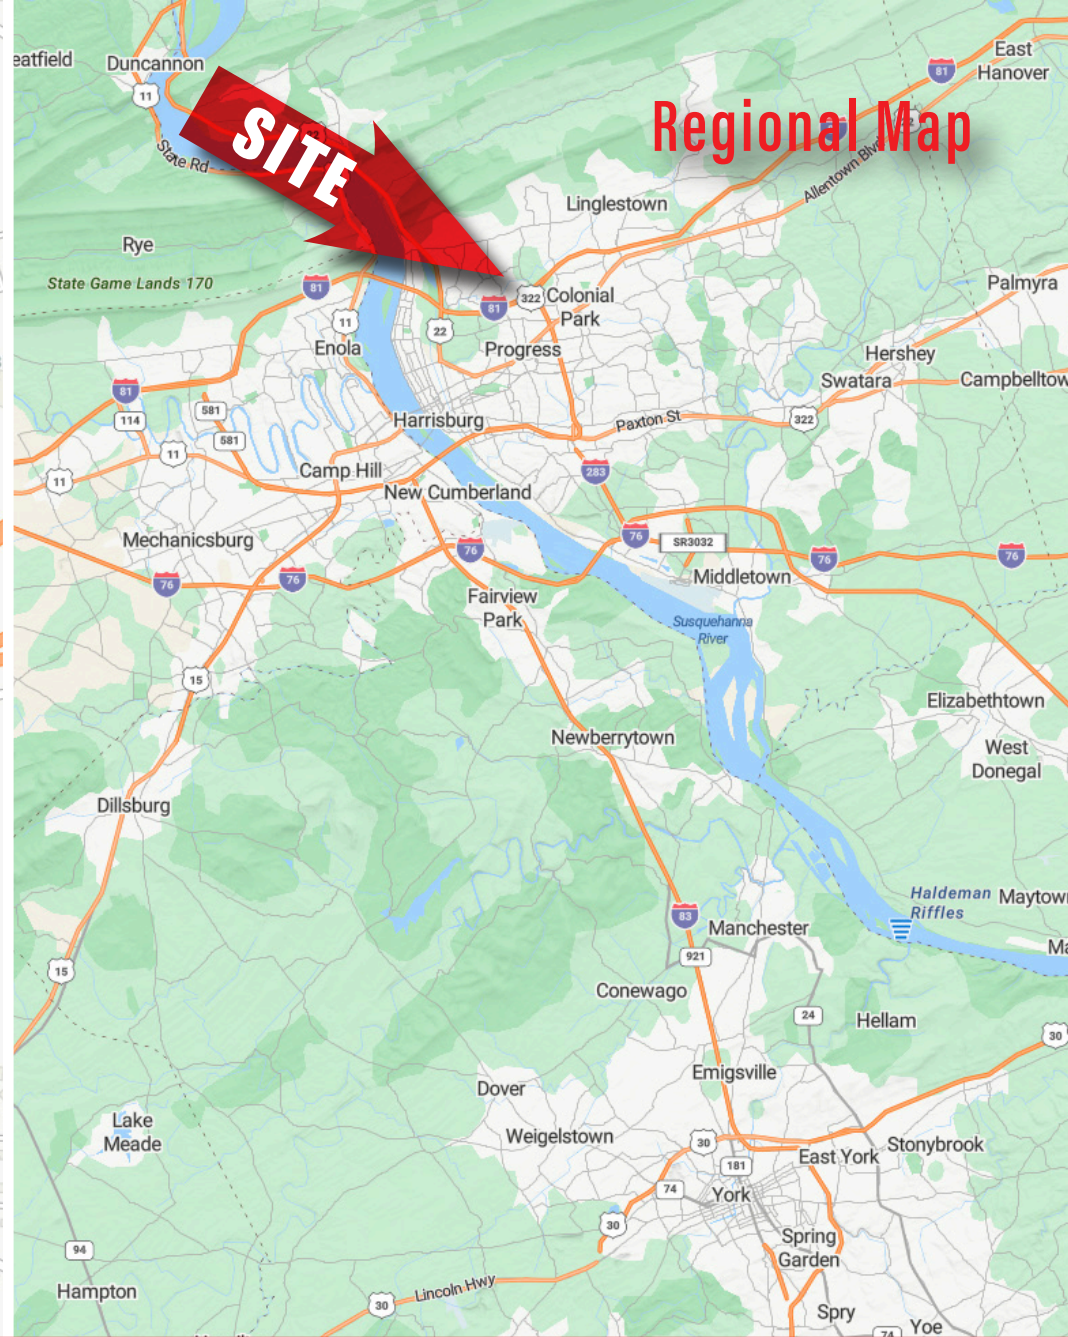 eatfield
Duncannon
East
Hanover
81
11
Regional Map
SITE
22
State Rd
Allentown Blvd
Linglestown
Rye
State Game Lands 170
81
81
322
Colonial
Park
Palmyra
11
22
Enola
Progress
Hershey
Swatara
Campbelltow
81
114
581
581
Harrisburg
Paxton St
322
11
11
Camp Hill
283
New Cumberland
Mechanicsburg
76
76
SR3032
76
76
76
76
Middletown
Fairview
Park
Susquehanna
River
15
Elizabethtown
Newberrytown
West
Donegal
Dillsburg
Haldeman
Riffles
Maytow
83
Manchester
Ma
921
15
Conewago
24
Hellam
30
Emigsville
Dover
Lake
Meade
Weigelstown
30
Stonybrook
East York
181
74
York
30
Spring
Garden
94
Hampton
Lincoln Hwy
30
Spry
Yoe
74